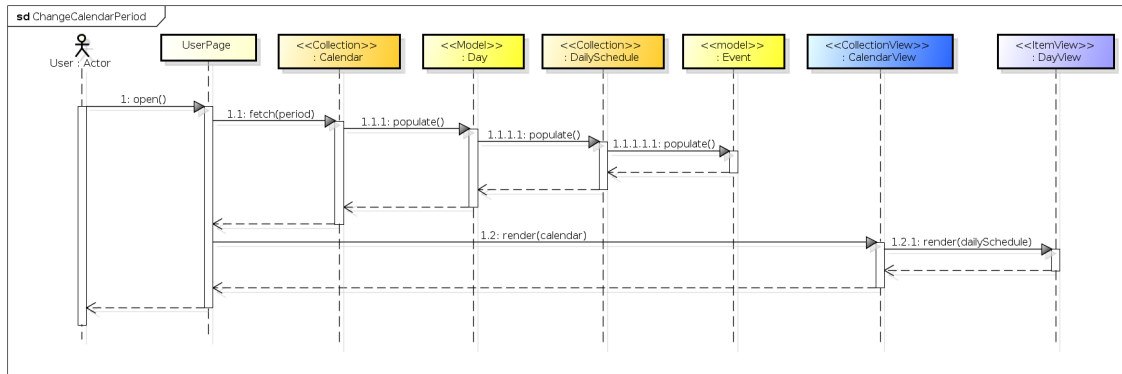 sd ChangeCalendarPeriod
User : Actor
UserPage
<<Collection>>
: Calendar
<<Model>>
: Day
<<Collection>>
: DailySchedule
<<model>>
: Event
<<CollectionView>>
: CalendarView
<<ItemView>>
: DayView
1: open()
1.1: fetch(period)
1.1.1: populate()
1.1.1.1: populate()
1.1.1.1.1: populate()
1.2: render(calendar)
1.2.1: render(dailySchedule)